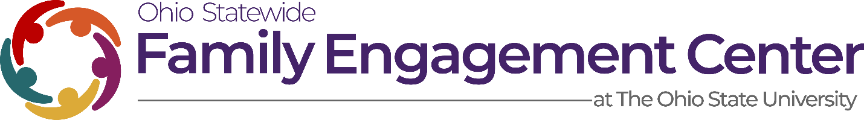 Ohio Statewide
Family Engagement Center
at The Ohio State University